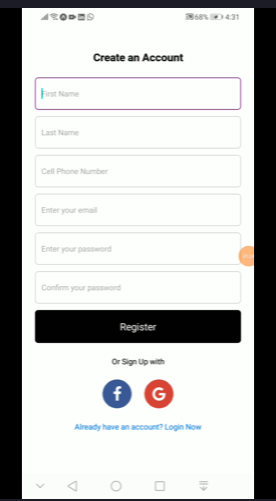 68% 4:31
Create an Account
First Name
Last Name
Cell Phone Number
Enter your email
Enter your password
Confirm your password
Register
Or Sign Up with
f G
Already have an account? Login Now